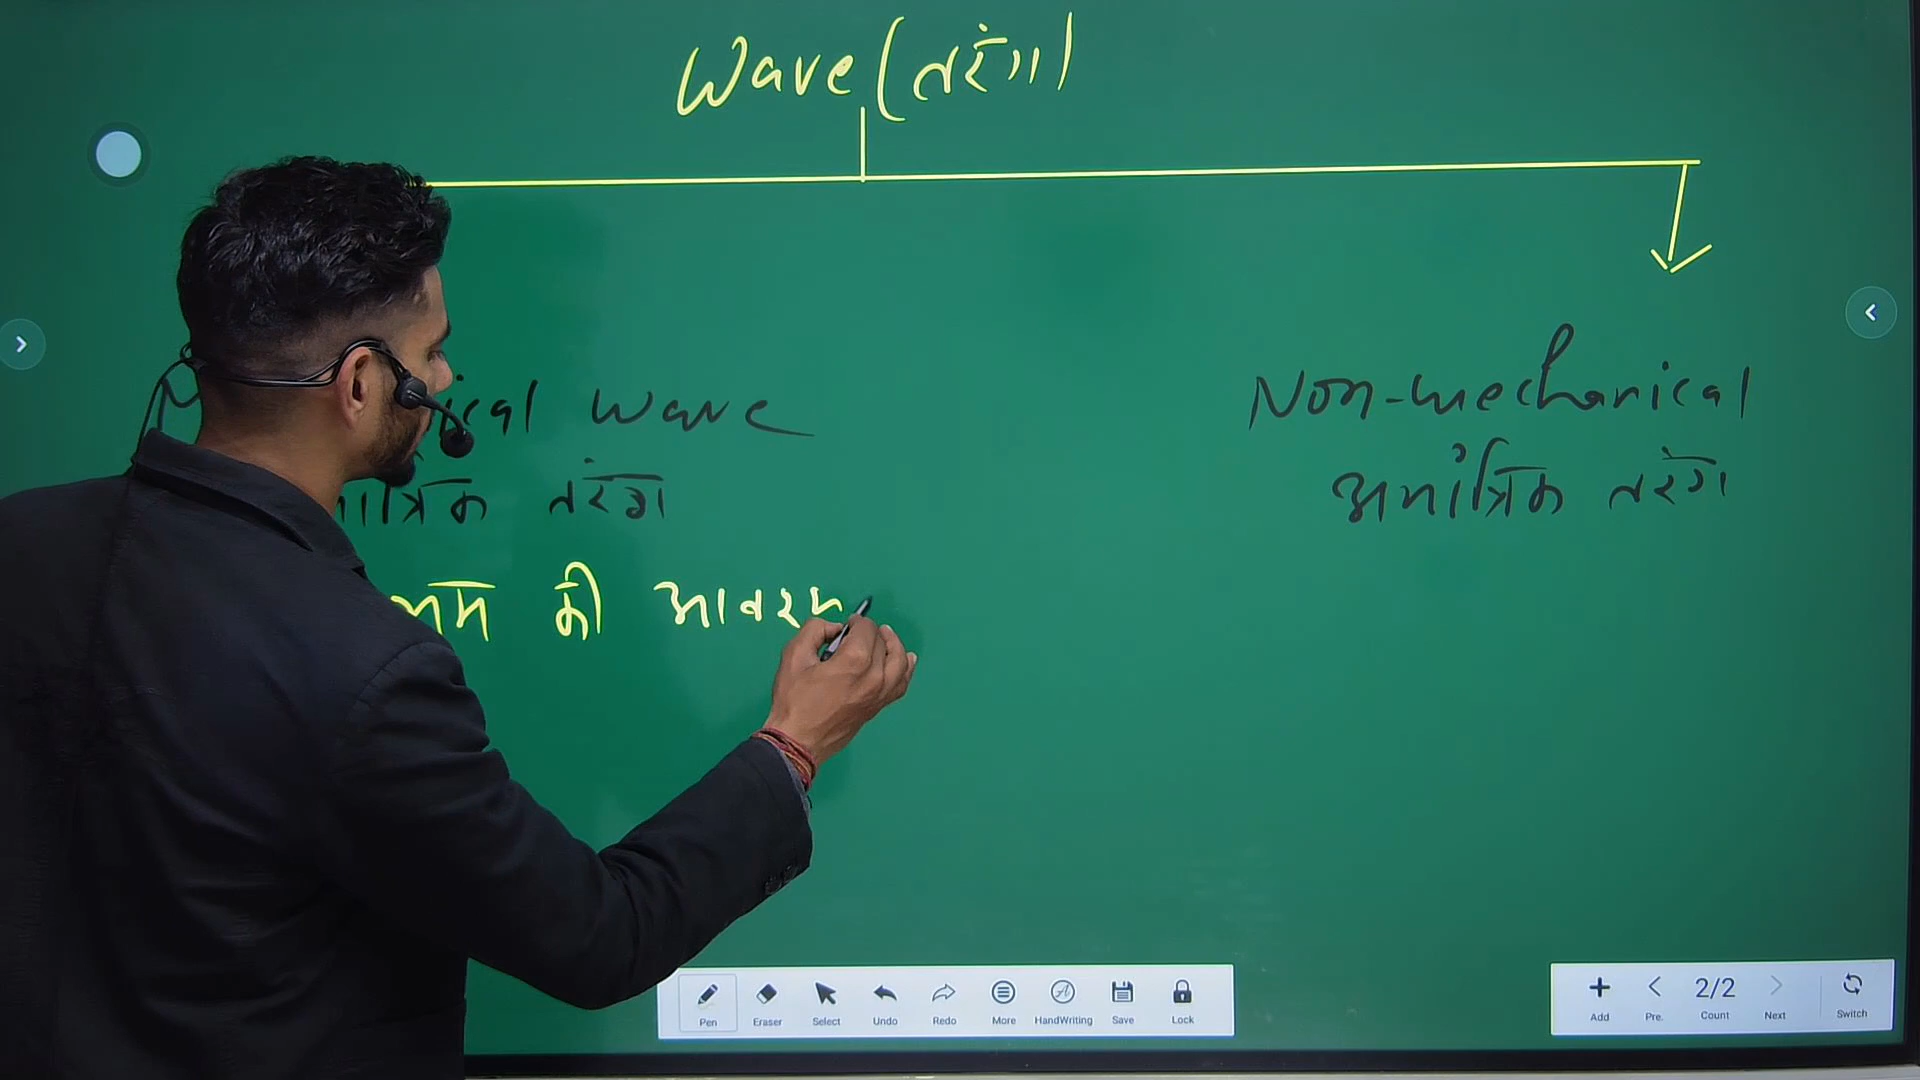 Wave (तरंग)
ical Wave
Non-mechanical
ांत्रिक तरंग
अयांत्रिक तरंग
यम की आवश्य
Pen
Eraser
Select
Undo
Redo
More
HandWriting
Save
Lock
Add
Pre.
2/2
Count
Next
Switch